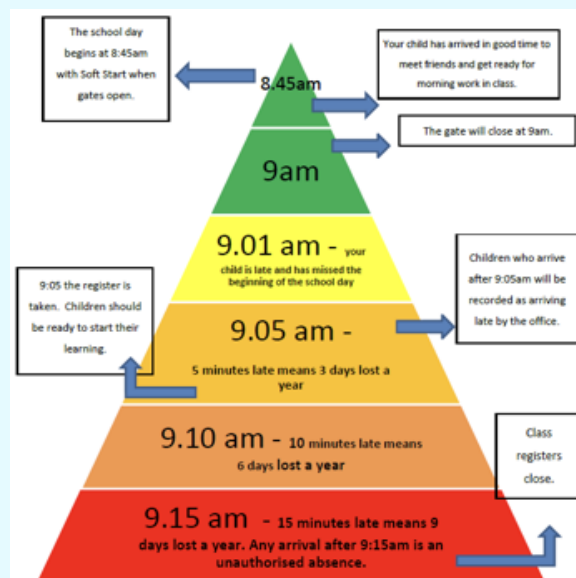 The school day
begins at 8:45am
with Soft Start when
gates open.
Your child has arrived in good time to
meet friends and get ready for
morning work in class.
8.45am
The gate will close at 9am.
9am
9.01 am - your
child is late and has missed the
beginning of the school day
Children who
arrive
after 9:05am will be
recorded as arriving
late by the office.
9:05 the register is
taken. Children should
be ready to start their
learning.
9.05 am -
5 minutes late means 3 days lost a
year
9.10 am - 10 minutes late means
6 days lost a year
Class
registers
close.
9.15 am - 15 minutes late means 9
days lost a year. Any arrival after 9:15am is an
unauthorised absence.